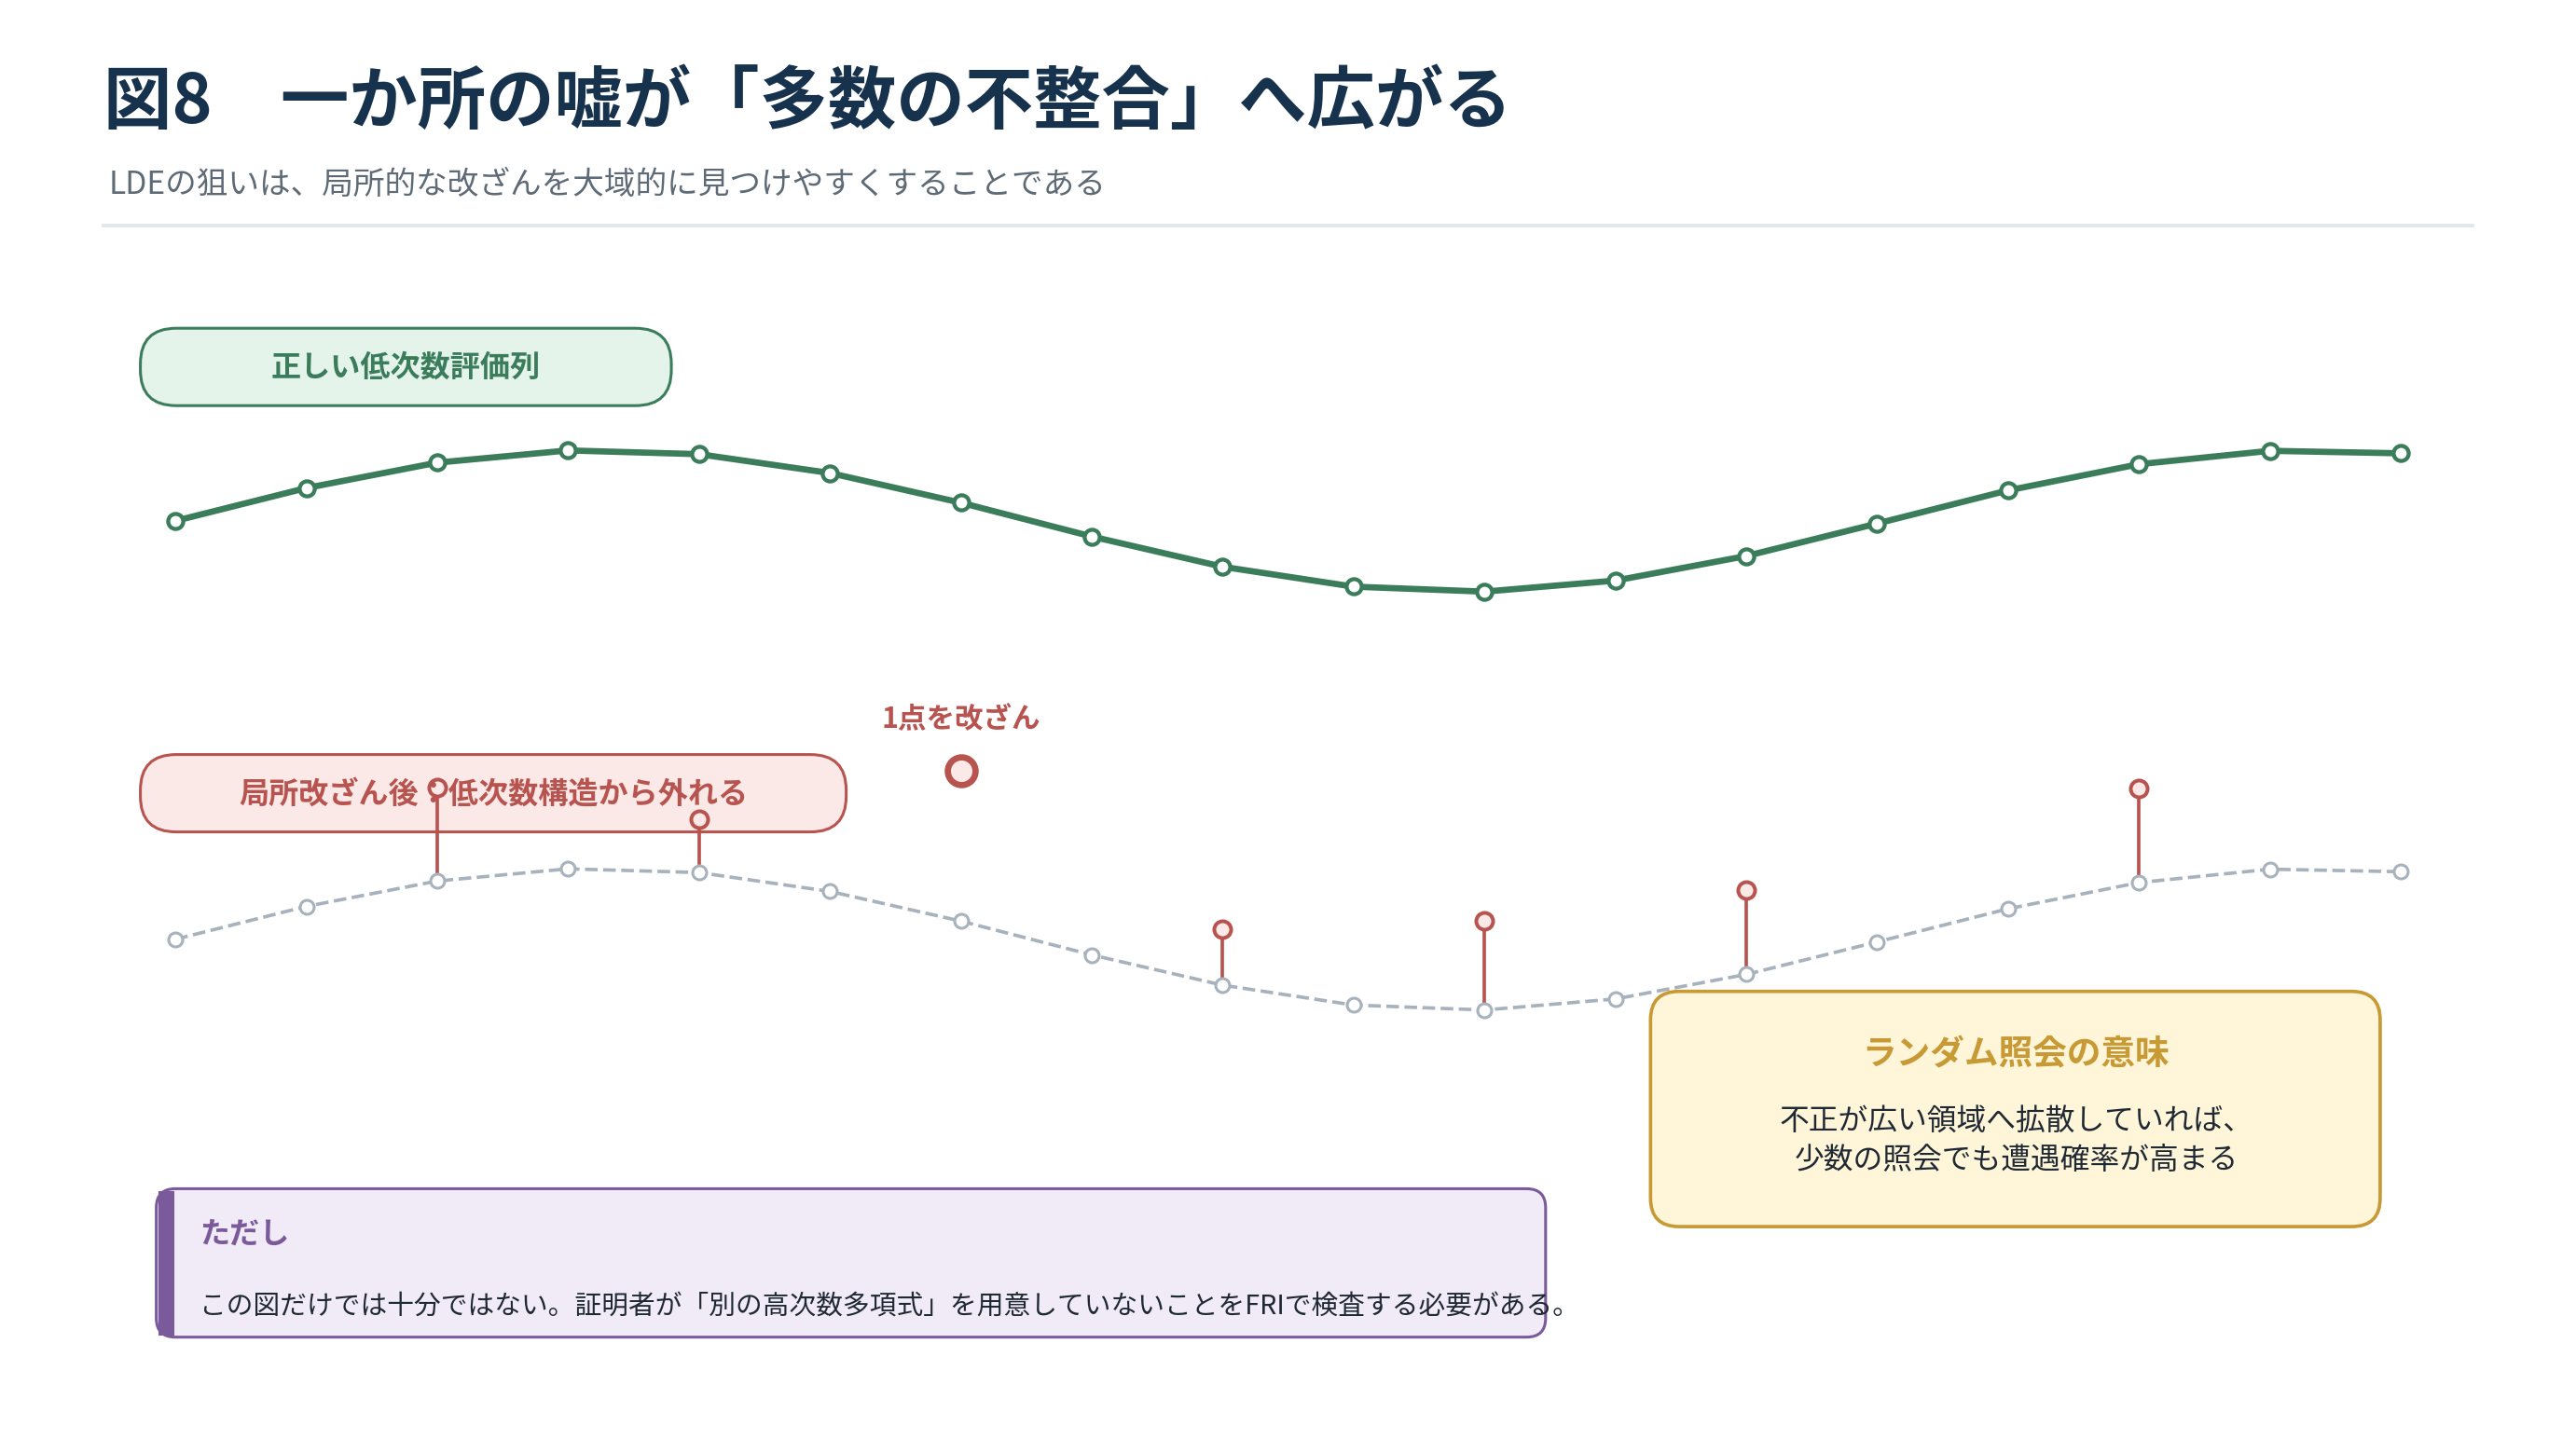 図8　一か所の嘘が「多数の不整合」へ広がる
LDEの狙いは、局所的な改ざんを大域的に見つけやすくすることである
正しい低次数評価列
1点を改ざん
局所改ざん後 低次数構造から外れる
ランダム照会の意味
不正が広い領域へ拡散していれば、
少数の照会でも遭遇確率が高まる
ただし
この図だけでは十分ではない。証明者が「別の高次数多項式」を用意していないことをFRIで検査する必要がある。